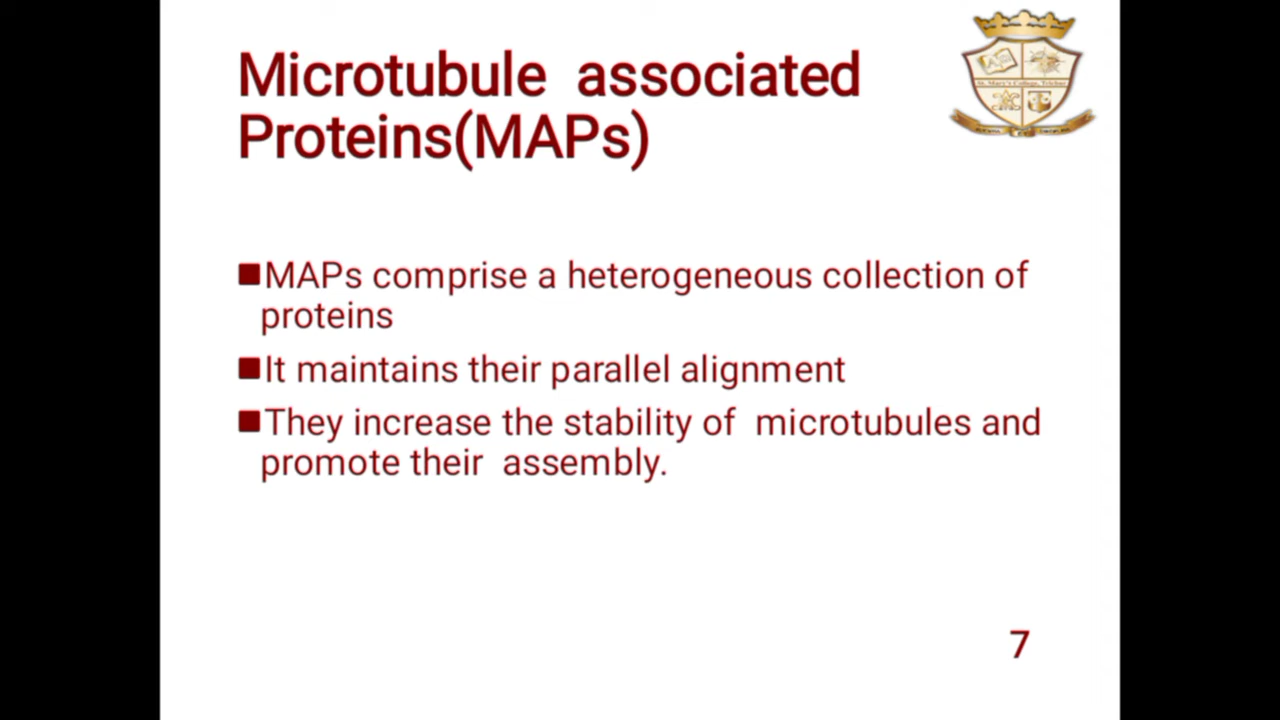 Microtubule  associated
Proteins(MAPs)
MAPs comprise a heterogeneous collection of
proteins
It maintains their parallel alignment
They increase the stability of  microtubules and
promote their  assembly.
7